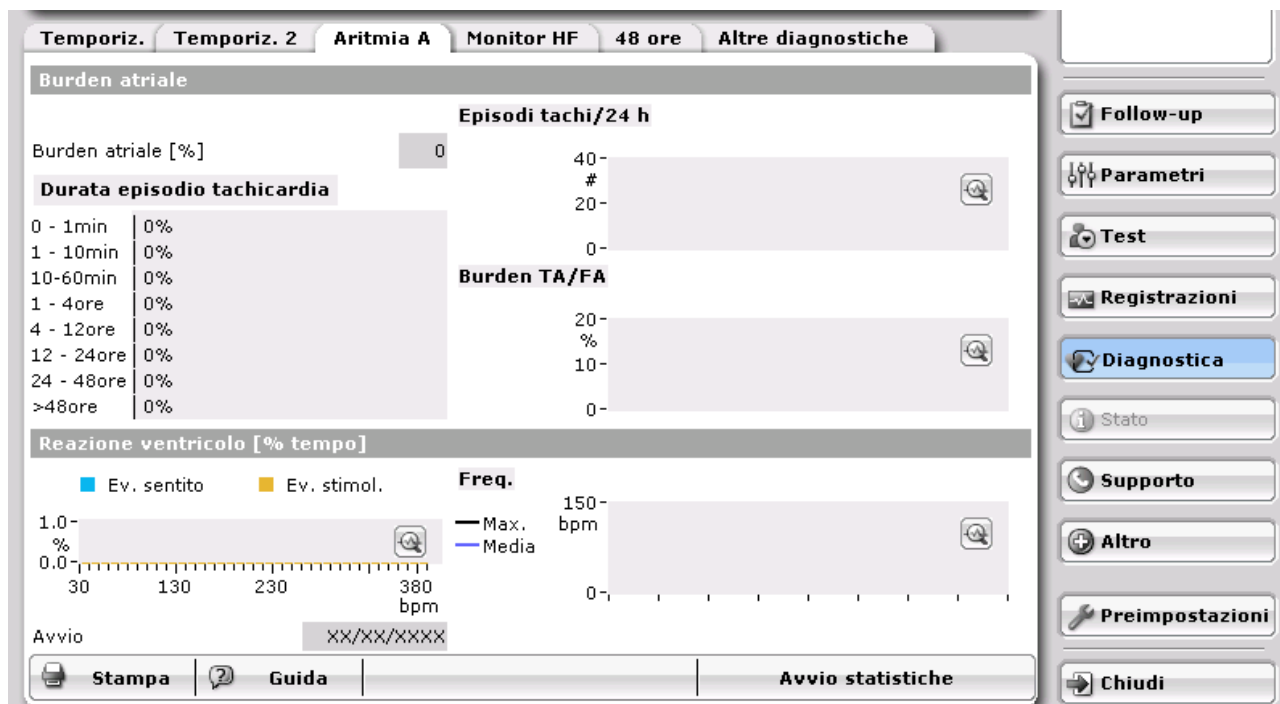 Temporiz. Temporiz. 2 Aritmia A Monitor HF 48 ore Altre diagnostiche
Burden atriale
Burden atriale [%] 0
Durata episodio tachicardia
0 - 1min 0%
1 - 10min 0%
10-60min 0%
1 - 4ore 0%
4 - 12ore 0%
12 - 24ore 0%
24 - 48ore 0%
>48ore 0%
Episodi tachi/24 h
40
#
20
0
Burden TA/FA
20
%
10
0
Reazione ventricolo [% tempo]
Ev. sentito Ev. stimol.
1.0
%
0.0
30 130 230 380
bpm
Freq.
Max.
Media
150
bpm
0
Avvio XX/XX/XXXX
Stampa Guida Avvio statistiche
Follow-up
Parametri
Test
Registrazioni
Diagnostica
Stato
Supporto
Altro
Preimpostazioni
Chiudi